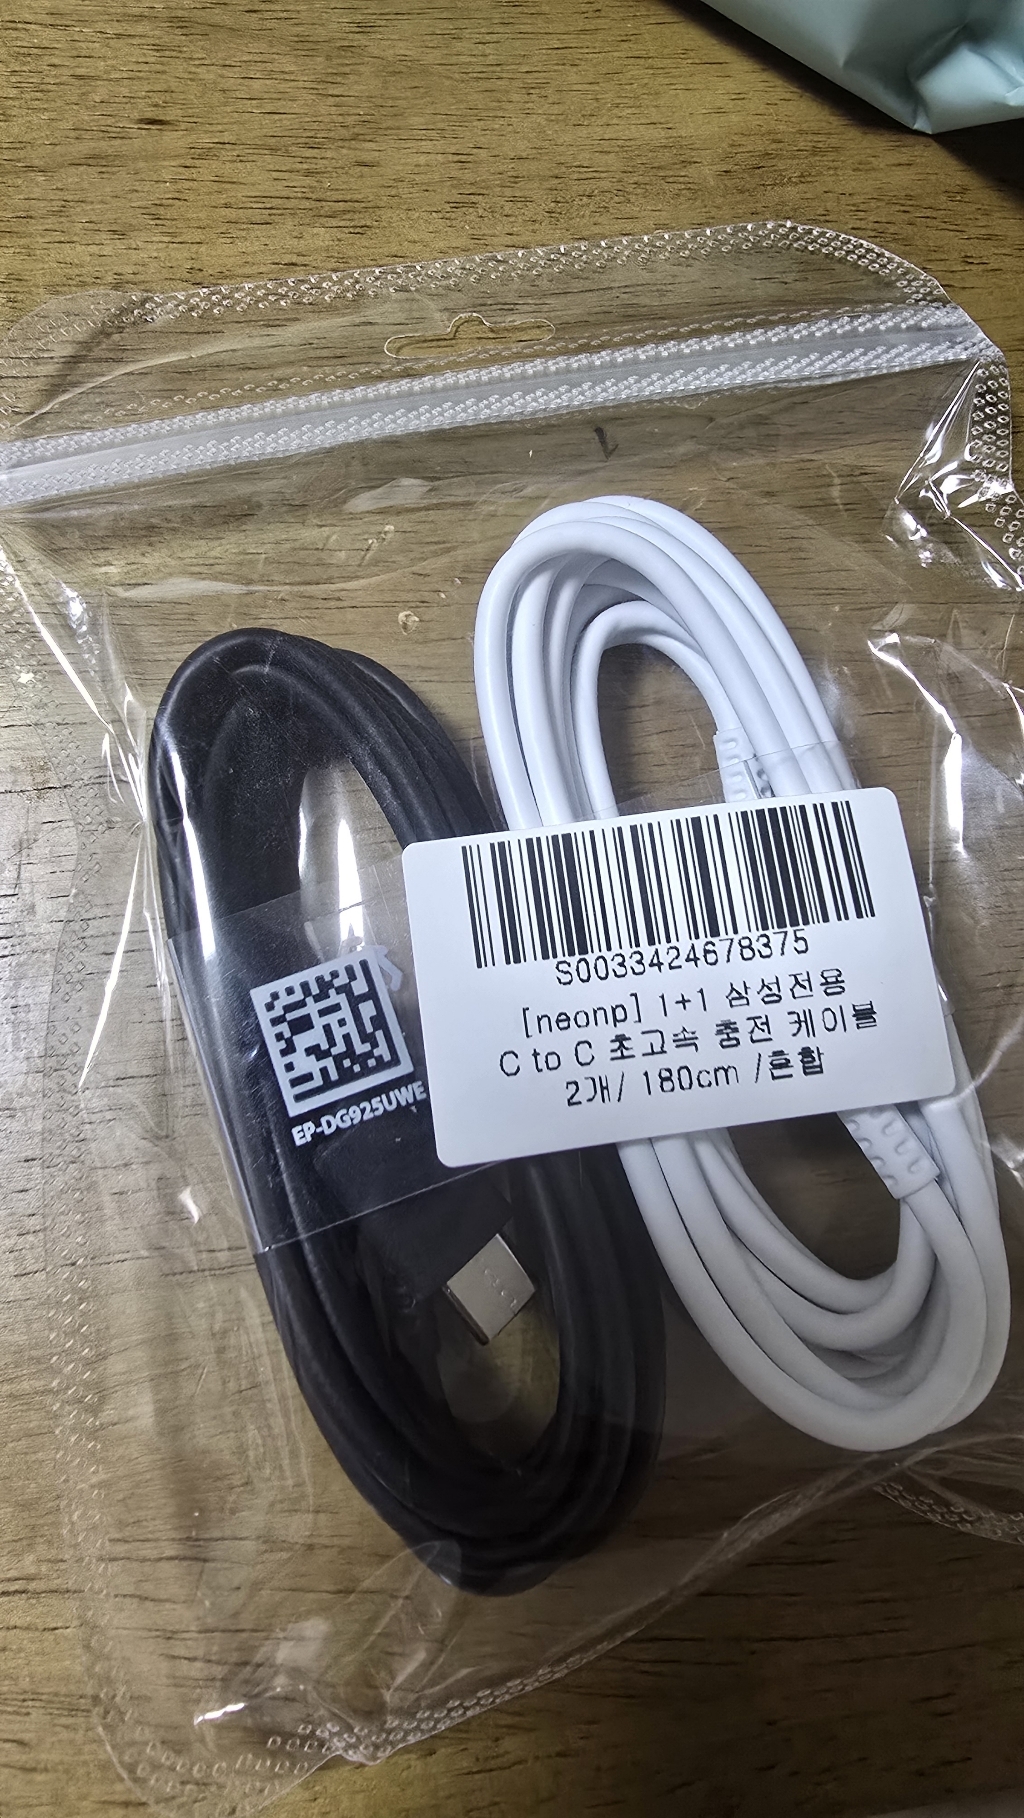 S0033424678375
[neonp] 1+1 삼성전용
C to C 초고속 충전 케이블
2개/ 180cm /혼합
EP-DG925UWE